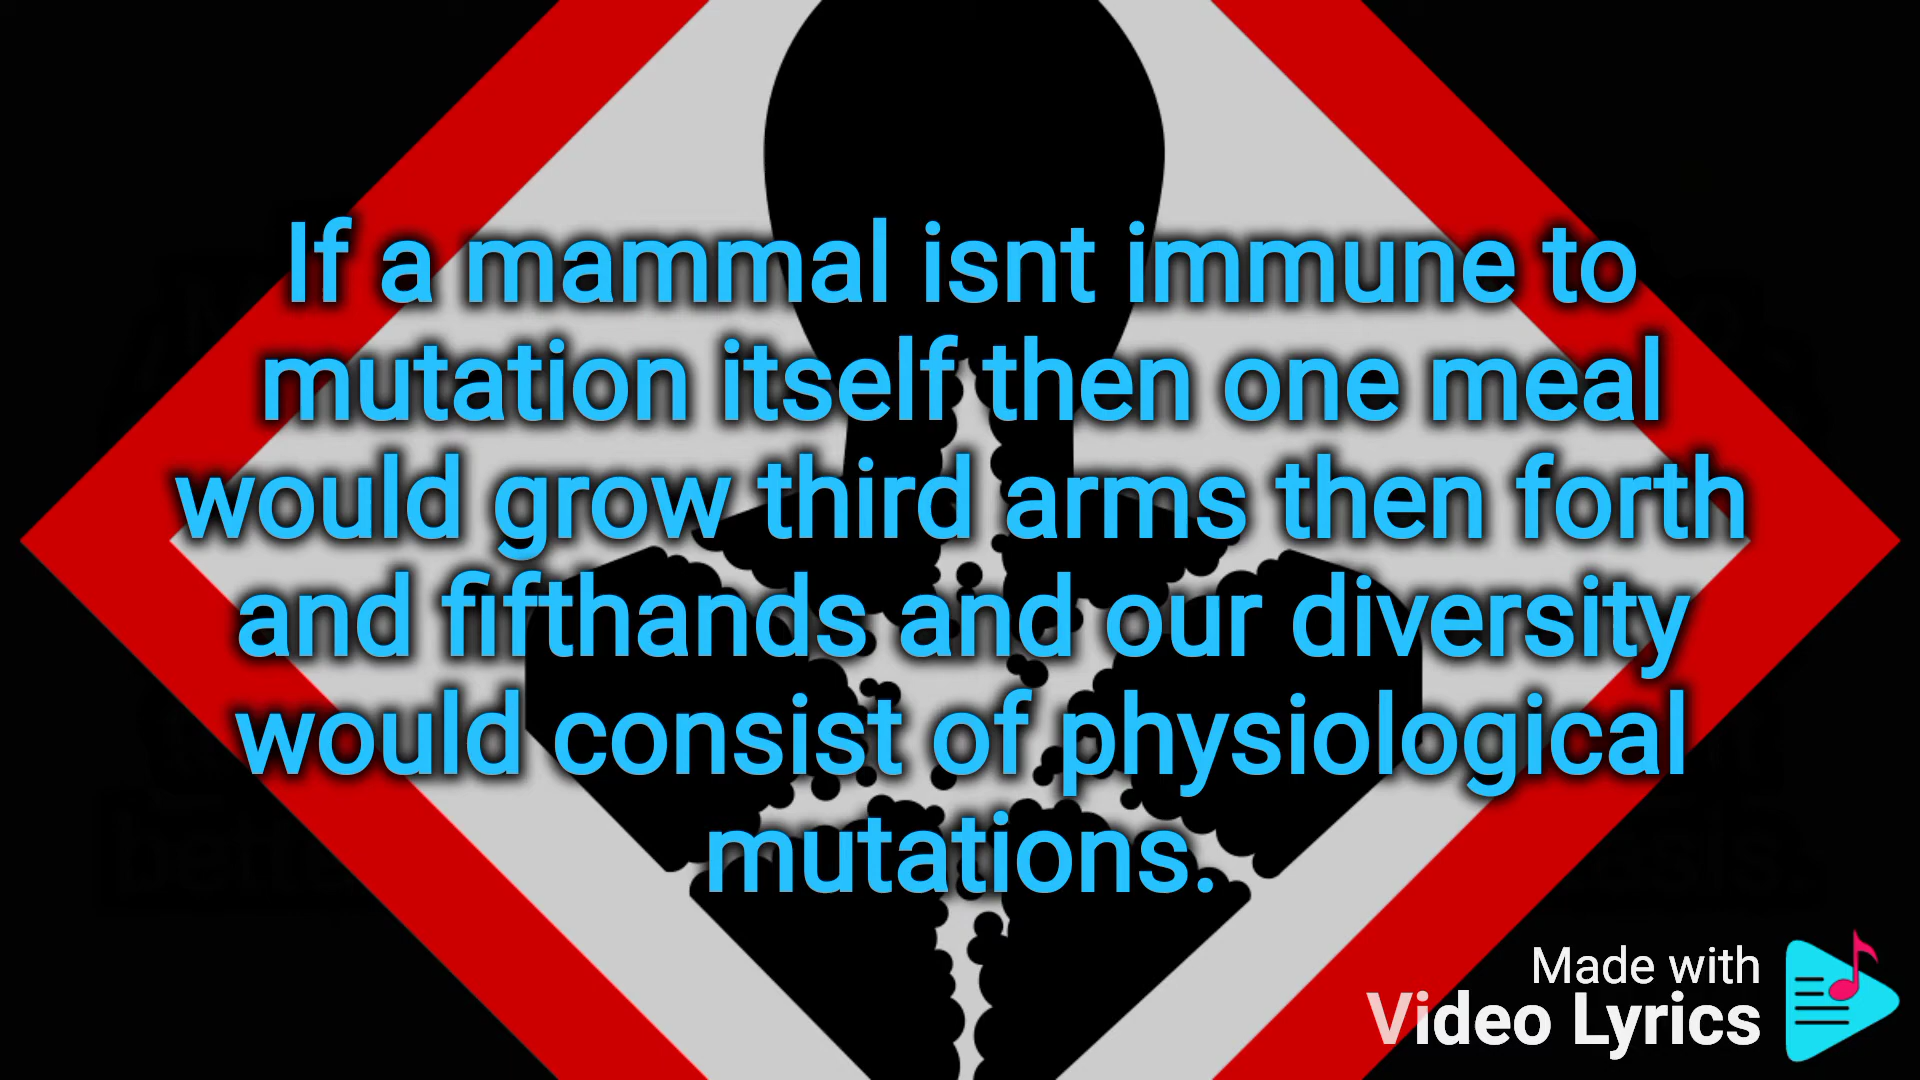 If a mammal isnt immune to
mutation itself then one meal
would grow third arms then forth
and fifthands and our diversity
would consist of physiological
mutations.
Made with
Video Lyrics